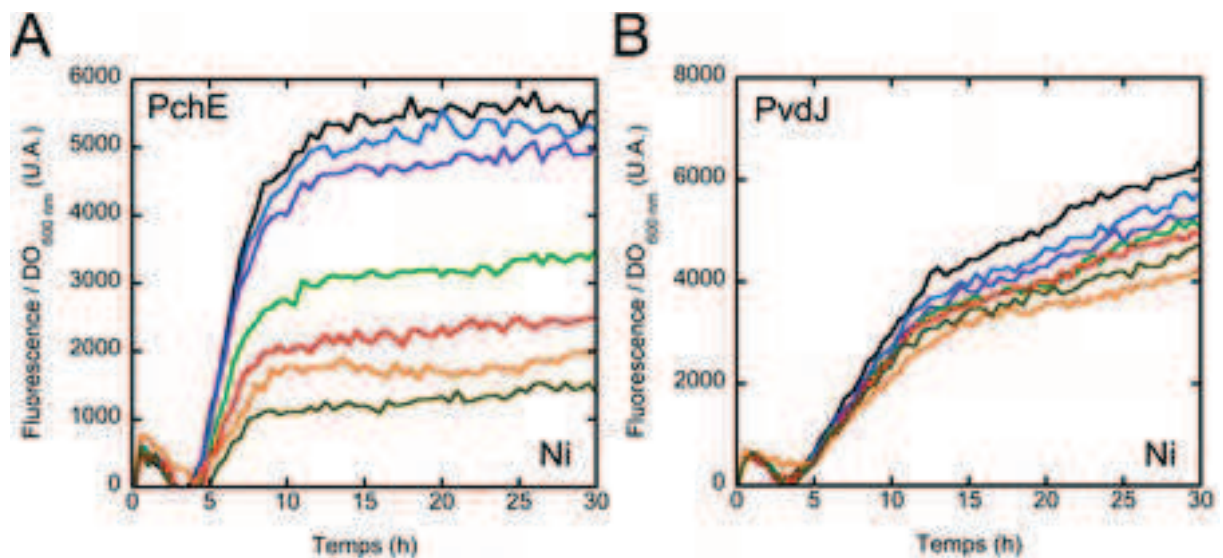 A
PchE
Fluorescence / DO600 nm (U.A.)
6000
5000
4000
3000
2000
1000
0
Ni
0 5 10 15 20 25 30
Temps (h)
B
PvdJ
Fluorescence / DO600 nm (U.A.)
8000
6000
4000
2000
0
Ni
0 5 10 15 20 25 30
Temps (h)